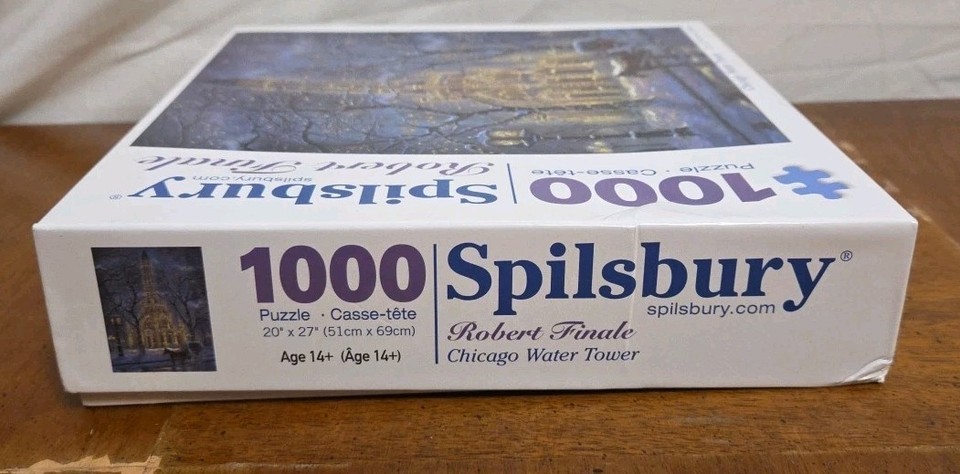 Robert Finale
Spilsbury®
spilsbury.com
1000
Puzzle · Casse-tête
1000
Puzzle · Casse-tête
20" x 27" (51cm x 69cm)
Age 14+ (Âge 14+)
Spilsbury®
spilsbury.com
Robert Finale
Chicago Water Tower